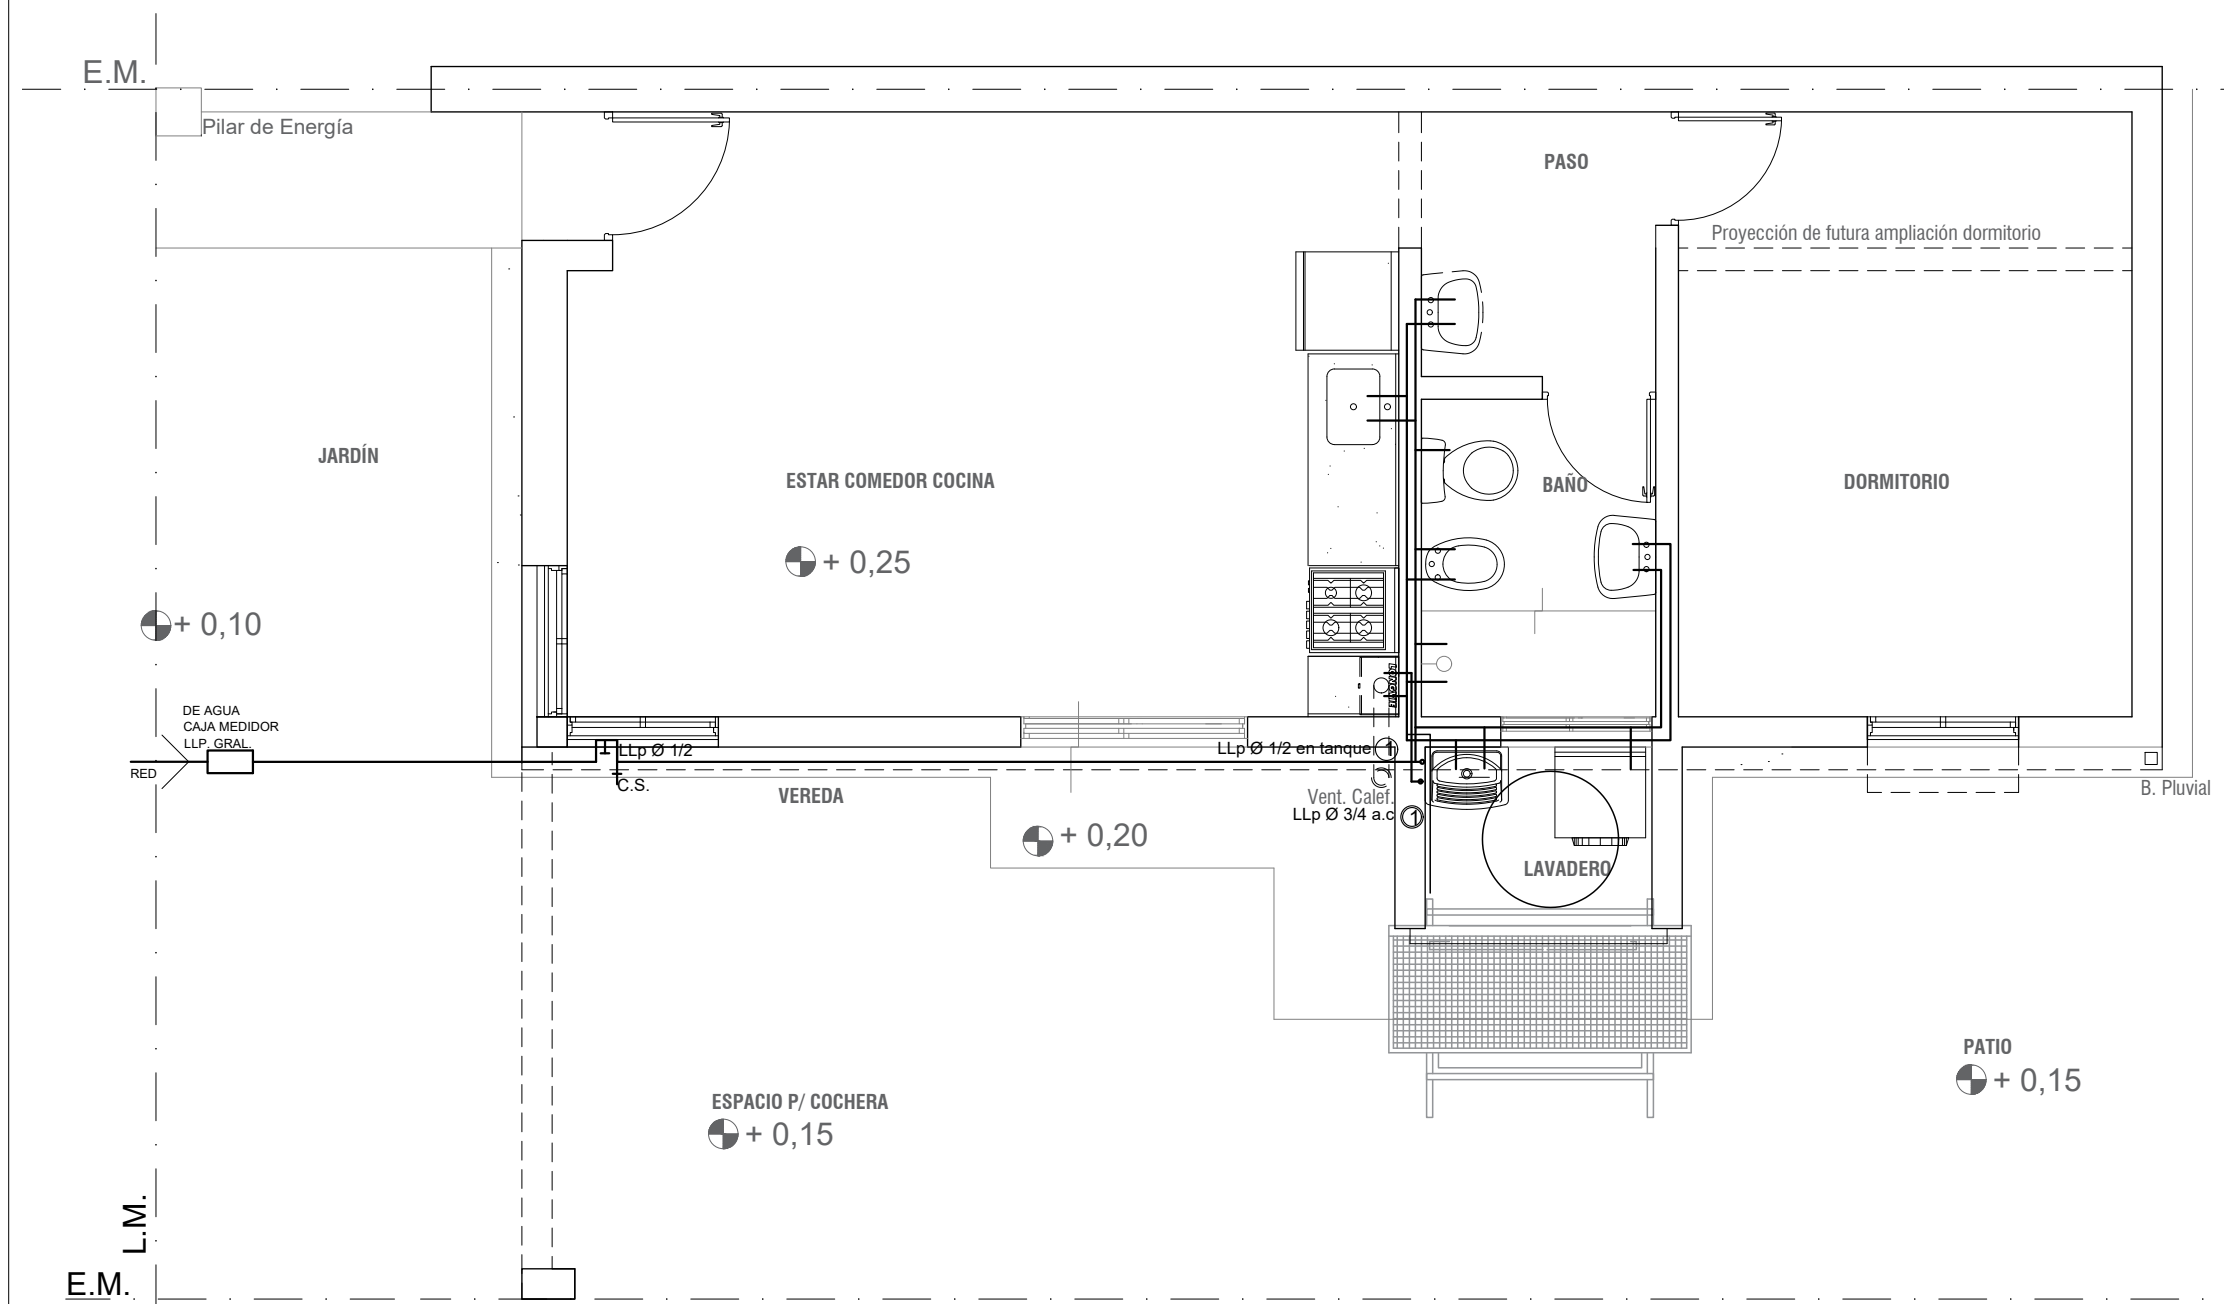 E.M.
Pilar de Energía
PASO
Proyección de futura ampliación dormitorio
JARDÍN
ESTAR COMEDOR COCINA
BAÑO
DORMITORIO
+ 0,25
+ 0,10
DE AGUA
CAJA MEDIDOR
LLP. GRAL.
RED
LLp Ø 1/2
C.S.
LLp Ø 1/2 en tanque
1
VEREDA
Vent. Calef.
LLp Ø 3/4 a.c
1
B. Pluvial
+ 0,20
LAVADERO
PATIO
+ 0,15
ESPACIO P/ COCHERA
+ 0,15
L.M.
E.M.